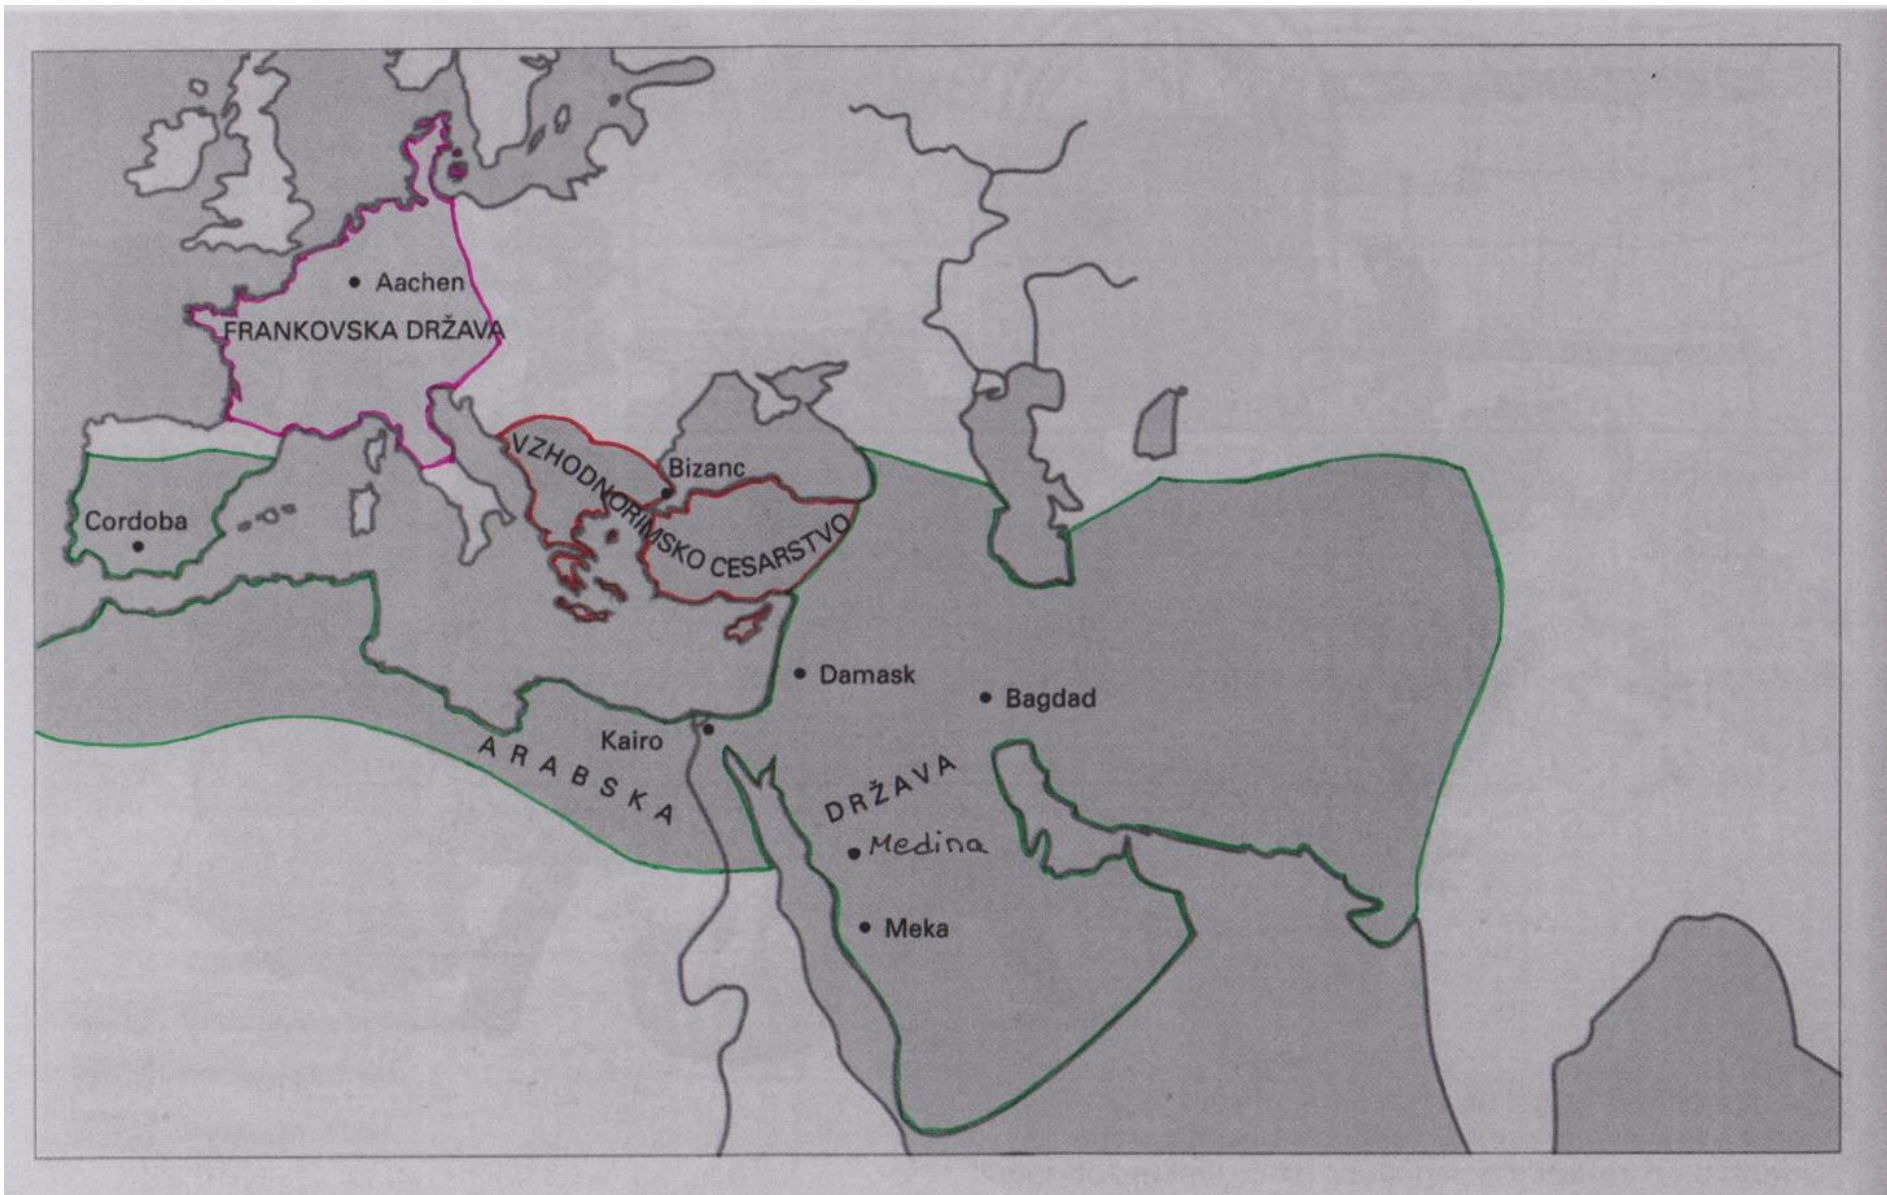 Aachen
FRANKOVSKA DRŽAVA
VZHODNORIMSKO CESARSTVO
Bizanc
Cordoba
Damask
Bagdad
Kairo
ARABSKA
DRŽAVA
Medina
Meka